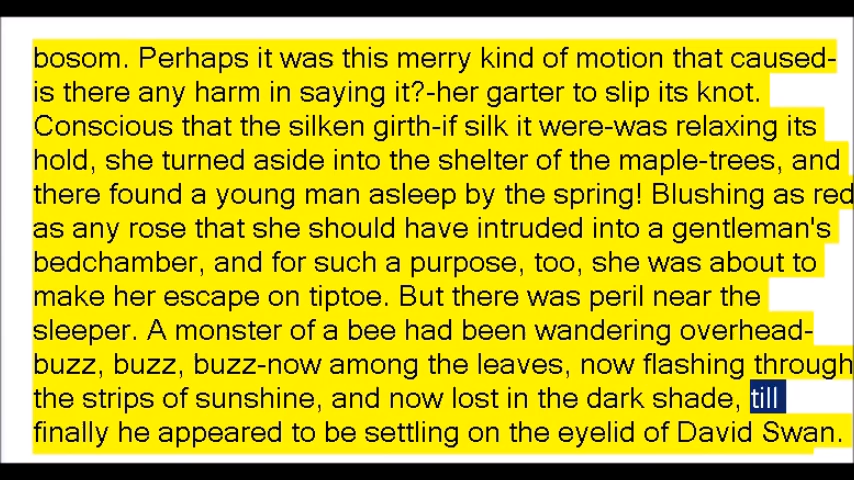 bosom. Perhaps it was this merry kind of motion that caused-
is there any harm in saying it?-her garter to slip its knot.
Conscious that the silken girth-if silk it were-was relaxing its
hold, she turned aside into the shelter of the maple-trees, and
there found a young man asleep by the spring! Blushing as red
as any rose that she should have intruded into a gentleman's
bedchamber, and for such a purpose, too, she was about to
make her escape on tiptoe. But there was peril near the
sleeper. A monster of a bee had been wandering overhead-
buzz, buzz, buzz-now among the leaves, now flashing through
the strips of sunshine, and now lost in the dark shade, till
finally he appeared to be settling on the eyelid of David Swan.